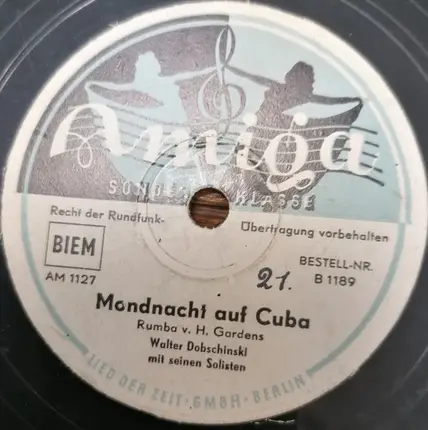 Amiga
SONDERKLASSE
Recht der Rundfunk- Übertragung vorbehalten
BIEM
BESTELL-NR.
AM 1127
21.
B 1189
Mondnacht auf Cuba
Rumba v. H. Gardens
Walter Dobschinski
mit seinen Solisten
LIED DER ZEIT · GMBH · BERLIN